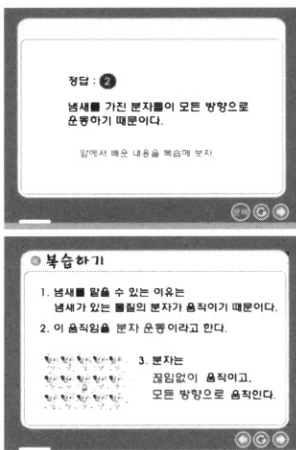 정답 : 2
냄새를 가진 분자들이 모든 방향으로
운동하기 때문이다.
앞에서 배운 내용을 복습해 보자.
복습하기
1. 냄새를 맡을 수 있는 이유는
냄새가 있는 물질의 분자가 움직이기 때문이다.
2. 이 움직임을 분자 운동이라고 한다.
3. 분자는
끊임없이 움직이고,
모든 방향으로 움직인다.